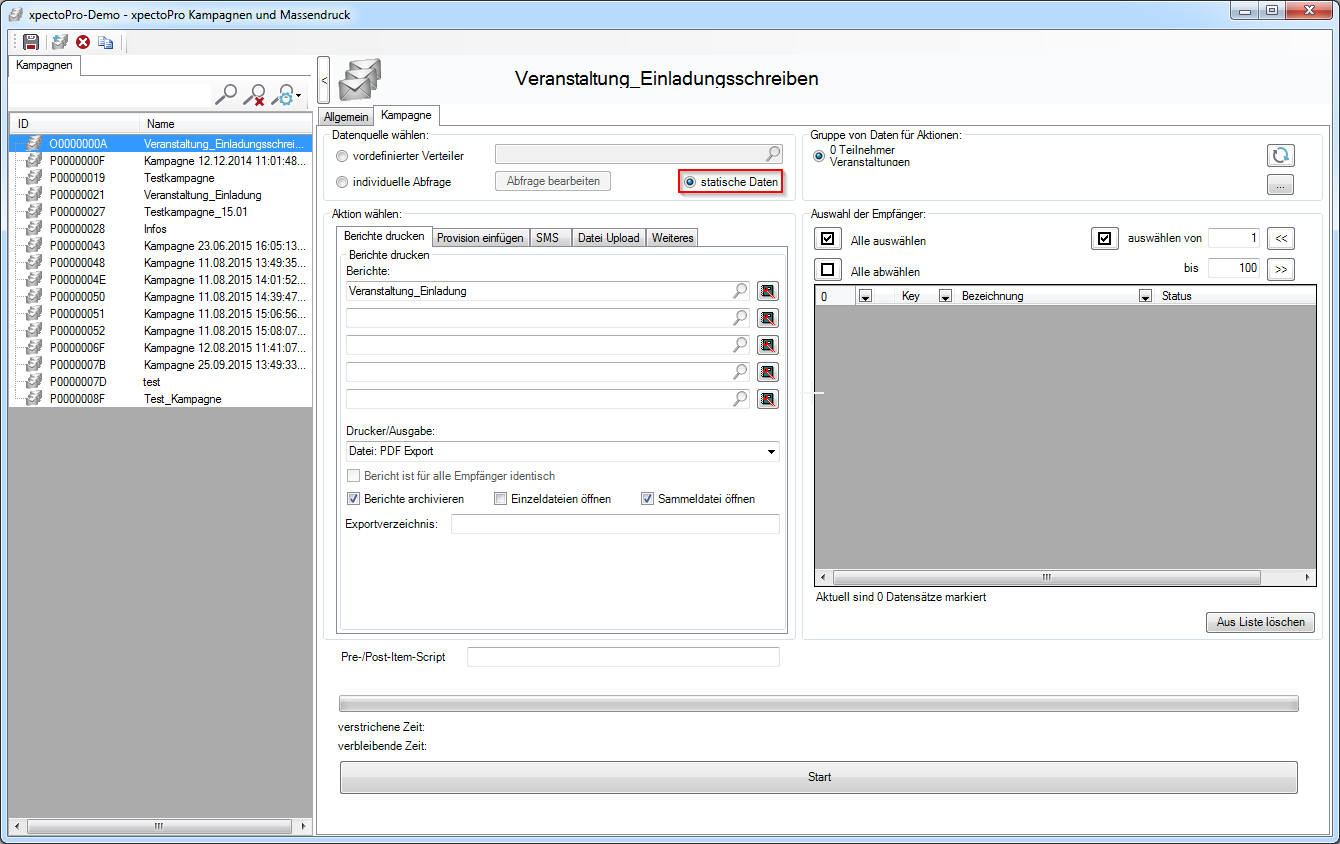 xpectoPro-Demo - xpectoPro Kampagnen und Massendruck
Kampagnen
ID Name
O0000000A Veranstaltung_Einladungsschrei...
P0000000F Kampagne 12.12.2014 11:01:48...
P00000019 Testkampagne
P00000021 Veranstaltung_Einladung
P00000027 Testkampagne_15.01
P00000028 Infos
P00000043 Kampagne 23.06.2015 16:05:13...
P00000048 Kampagne 11.08.2015 13:49:35...
P0000004E Kampagne 11.08.2015 14:01:52...
P00000050 Kampagne 11.08.2015 14:39:47...
P00000051 Kampagne 11.08.2015 15:06:56...
P00000052 Kampagne 11.08.2015 15:08:07...
P0000006F Kampagne 12.08.2015 11:41:07...
P0000007B Kampagne 25.09.2015 13:49:33...
P0000007D test
P0000008F Test_Kampagne
<
Veranstaltung_Einladungsschreiben
Allgemein Kampagne
Datenquelle wählen:
vordefinierter Verteiler
individuelle Abfrage Abfrage bearbeiten statische Daten
Gruppe von Daten für Aktionen:
0 Teilnehmer
Veranstaltungen
...
Aktion wählen:
Berichte drucken Provision einfügen SMS Datei Upload Weiteres
Berichte drucken
Berichte:
Veranstaltung_Einladung
Drucker/Ausgabe:
Datei: PDF Export
Bericht ist für alle Empfänger identisch
Berichte archivieren Einzeldateien öffnen Sammeldatei öffnen
Exportverzeichnis:
Auswahl der Empfänger:
Alle auswählen auswählen von 1 <<
Alle abwählen bis 100 >>
0 Key Bezeichnung Status
Aktuell sind 0 Datensätze markiert
Aus Liste löschen
Pre-/Post-Item-Script
verstrichene Zeit:
verbleibende Zeit:
Start